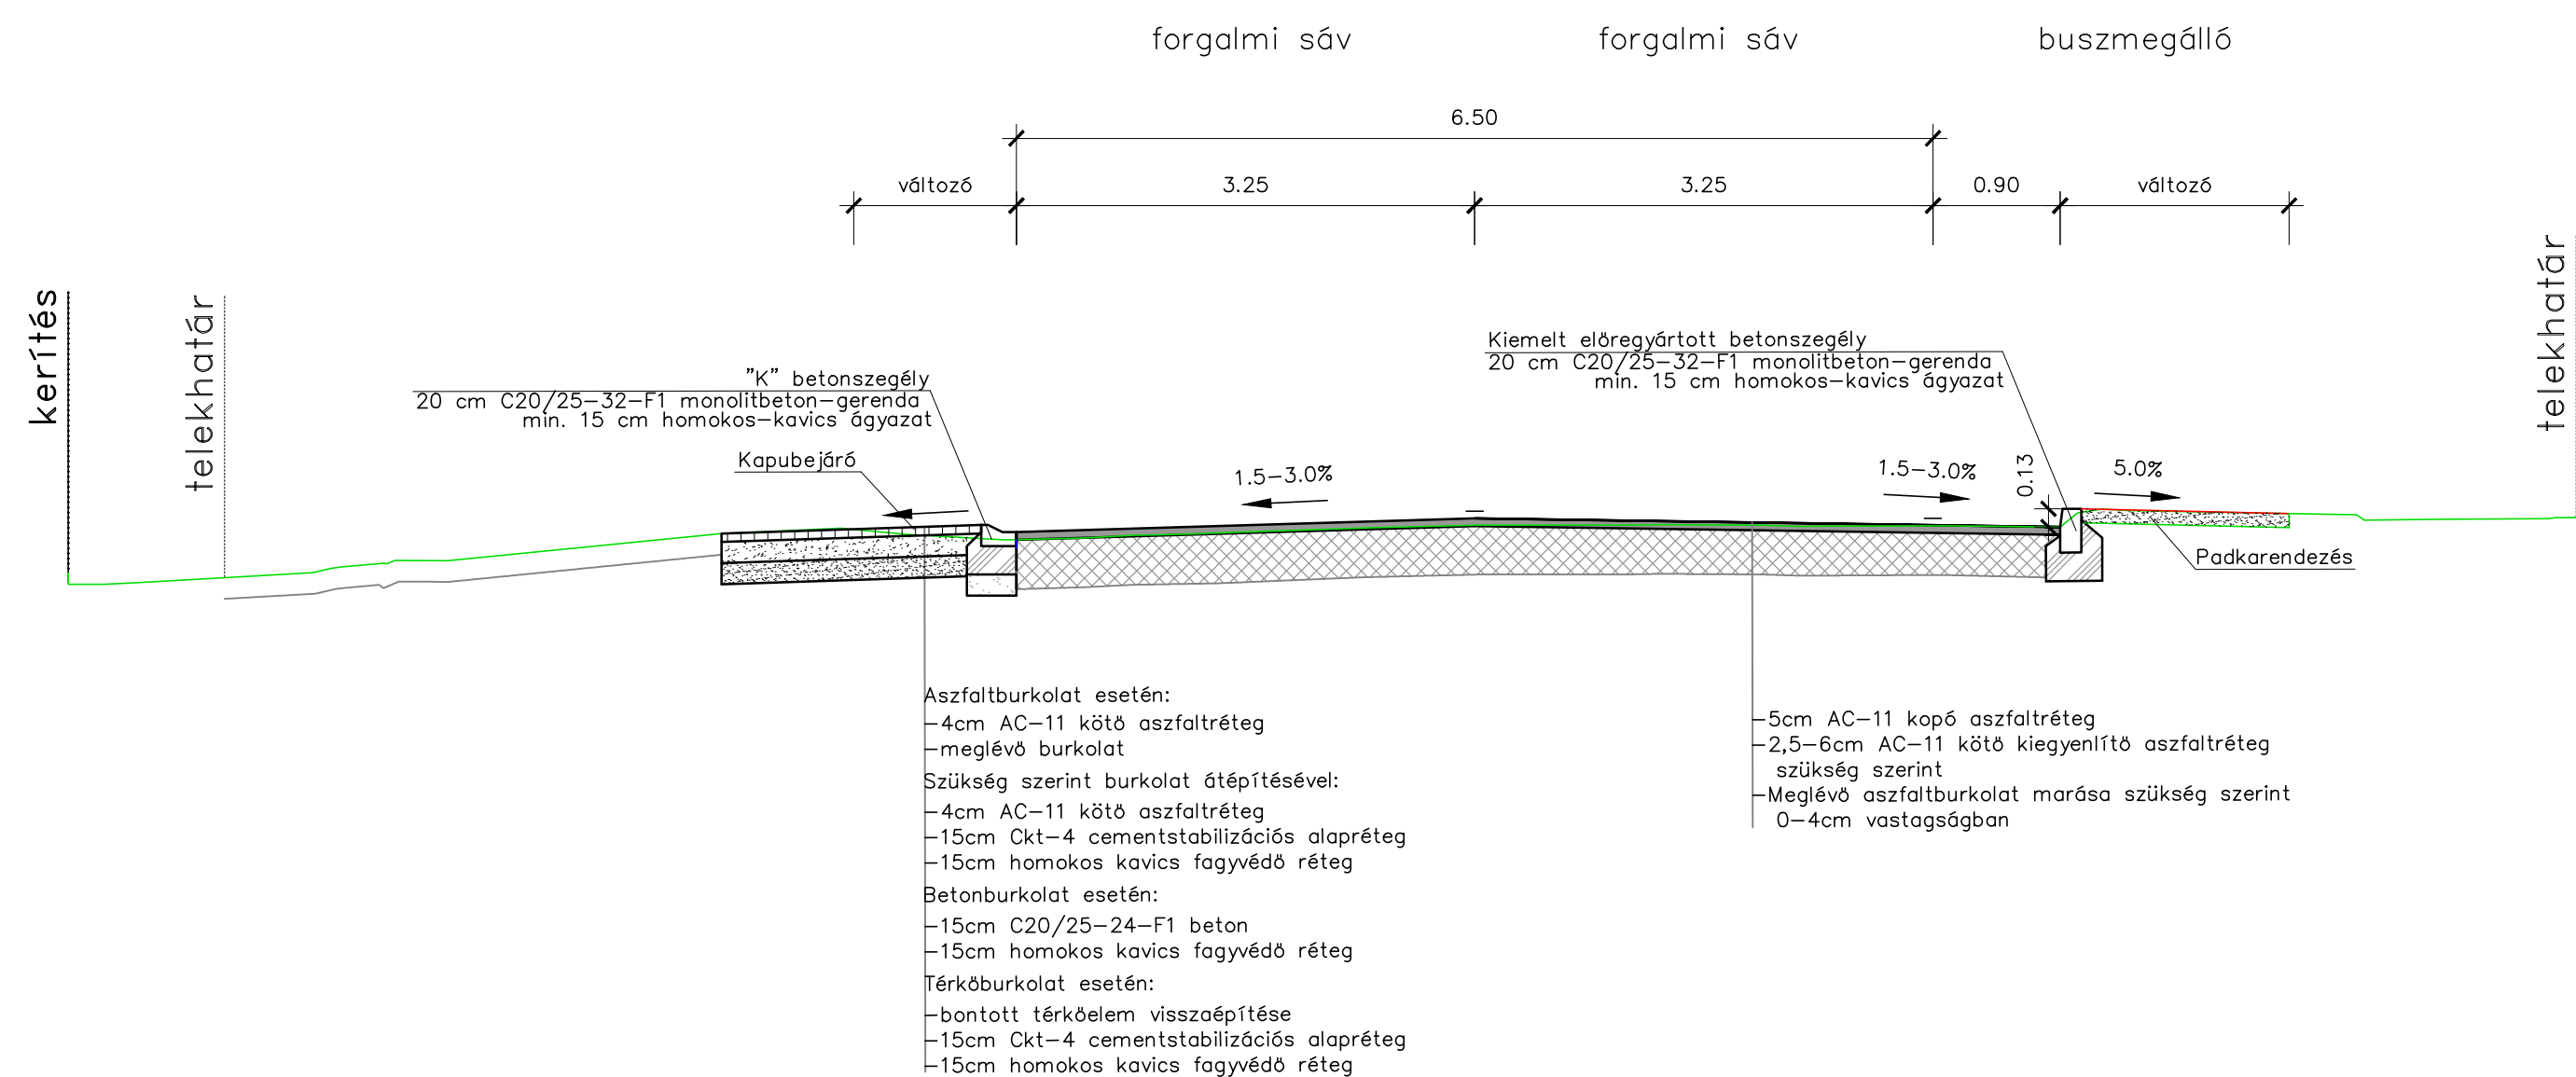 forgalmi sáv
forgalmi sáv
buszmegálló
6.50
változó
3.25
3.25
0.90
változó
kerítés
telekhatár
telekhatár
"K" betonszegély
20 cm C20/25-32-F1 monolitbeton-gerenda
min. 15 cm homokos-kavics ágyazat
Kapubejáró
Kiemelt előregyártott betonszegély
20 cm C20/25-32-F1 monolitbeton-gerenda
min. 15 cm homokos-kavics ágyazat
1.5-3.0%
1.5-3.0%
0.13
5.0%
Padkarendezés
Aszfaltburkolat esetén:
-4cm AC-11 kötő aszfaltréteg
-meglévő burkolat
Szükség szerint burkolat átépítésével:
-4cm AC-11 kötő aszfaltréteg
-15cm Ckt-4 cementstabilizációs alapréteg
-15cm homokos kavics fagyvédő réteg
Betonburkolat esetén:
-15cm C20/25-24-F1 beton
-15cm homokos kavics fagyvédő réteg
Térkőburkolat esetén:
-bontott térkőelem visszaépítése
-15cm Ckt-4 cementstabilizációs alapréteg
-15cm homokos kavics fagyvédő réteg
-5cm AC-11 kopó aszfaltréteg
-2,5-6cm AC-11 kötő kiegyenlítő aszfaltréteg
szükség szerint
-Meglévő aszfaltburkolat marása szükség szerint
0-4cm vastagságban